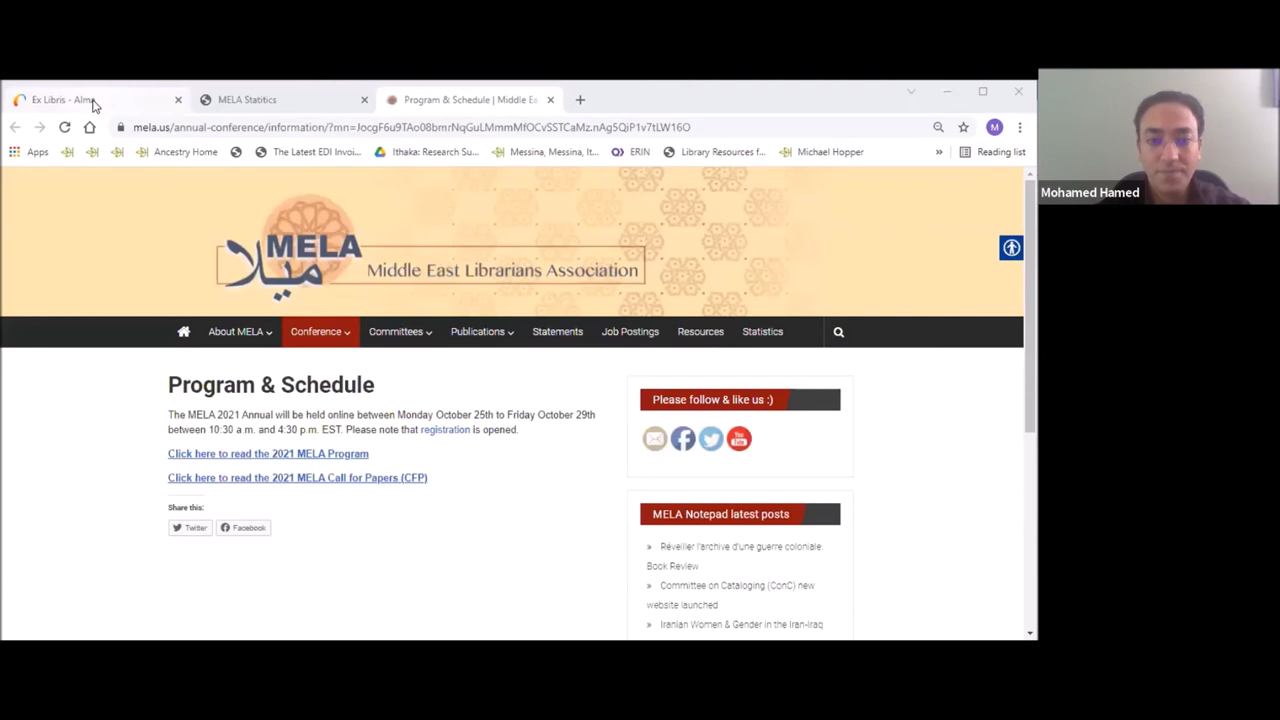 Ex Libris - Alma
MELA Statitics
Program & Schedule | Middle Ea
mela.us/annual-conference/information/?mn=JocgF6u9TAo08bmrNqGuLMmmMfOCvSSTCaMz.nAg5QiP1v7tLW16O
M
Apps
Ancestry Home
The Latest EDI Invoi...
Ithaka: Research Su...
Messina, Messina, It...
ERIN
Library Resources f...
Michael Hopper
»
Reading list
Mohamed Hamed
MELA
ميلا
Middle East Librarians Association
About MELA
Conference
Committees
Publications
Statements
Job Postings
Resources
Statistics
Program & Schedule
The MELA 2021 Annual will be held online between Monday October 25th to Friday October 29th
between 10:30 a.m. and 4:30 p.m. EST. Please note that registration is opened.
Click here to read the 2021 MELA Program
Click here to read the 2021 MELA Call for Papers (CFP)
Share this:
Twitter
Facebook
Please follow & like us :)
You Tube
MELA Notepad latest posts
» Réveiller l'archive d'une guerre coloniale:
Book Review
» Committee on Cataloging (ConC) new
website launched
» Iranian Women & Gender in the Iran-Iraq